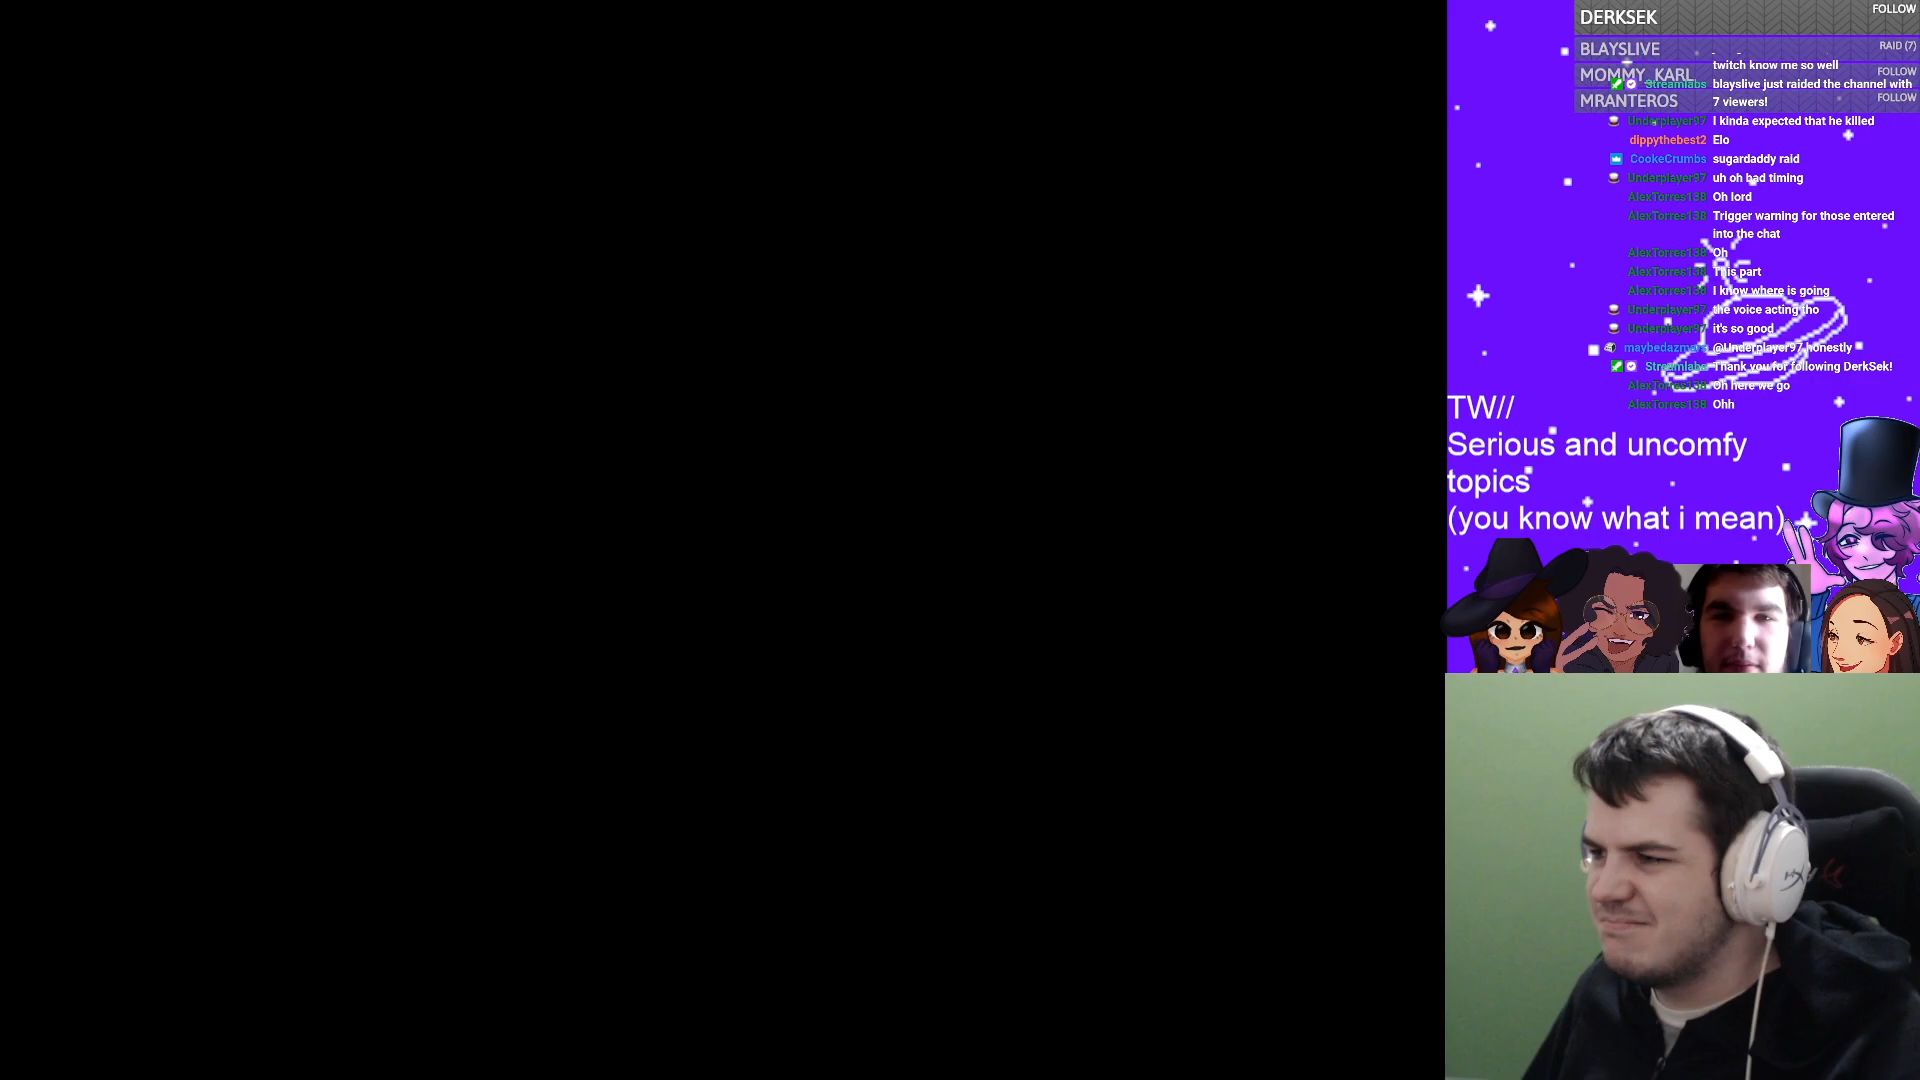 DERKSEK FOLLOW
BLAYSLIVE RAID (7)
twitch know me so well
MOMMY_KARL FOLLOW
Streamlabs blayslive just raided the channel with
7 viewers!
MRANTEROS FOLLOW
Underplayer97 I kinda expected that he killed
dippythebest2 Elo
CookeCrumbs sugardaddy raid
Underplayer97 uh oh bad timing
AlexTorres138 Oh lord
AlexTorres138 Trigger warning for those entered
into the chat
AlexTorres138 Oh
AlexTorres138 This part
AlexTorres138 I know where is going
Underplayer97 the voice acting tho
Underplayer97 it's so good
@Underplayer97 honestly
Streamlabs Thank you for following DerkSek!
AlexTorres138 Oh here we go
AlexTorres138 Ohh
TW//
Serious and uncomfy
topics
(you know what i mean)